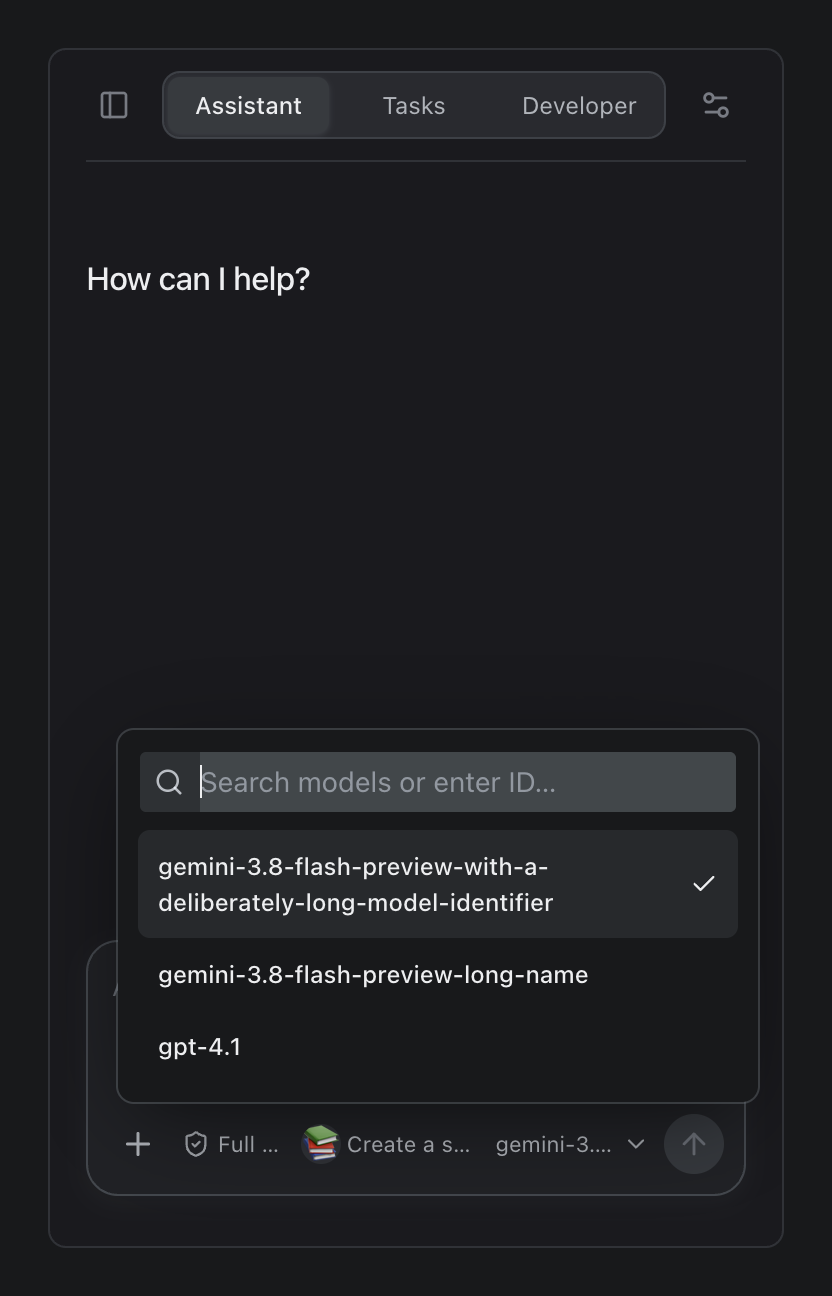 Assistant
Tasks
Developer
How can I help?
Search models or enter ID...
gemini-3.8-flash-preview-with-a-
deliberately-long-model-identifier
gemini-3.8-flash-preview-long-name
gpt-4.1
Full ...
Create a s...
gemini-3....